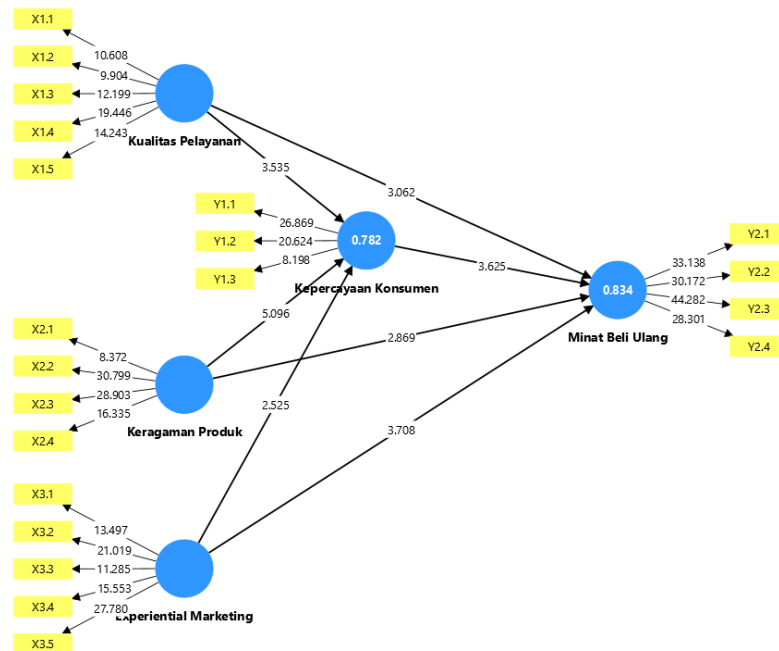 X1.1
10.608
X1.2
9.904
X1.3
12.199
X1.4
19.446
X1.5
14.243
Kualitas Pelayanan
3.535
3.062
Y1.1
26.869
Y1.2
20.624
Y1.3
8.198
0.782
Kepercayaan Konsumen
3.625
5.096
2.869
2.525
3.708
0.834
Minat Beli Ulang
33.138
Y2.1
30.172
Y2.2
44.282
Y2.3
28.301
Y2.4
X2.1
8.372
X2.2
30.799
X2.3
28.903
X2.4
16.335
Keragaman Produk
X3.1
13.497
X3.2
21.019
X3.3
11.285
X3.4
15.553
X3.5
27.780
Experiential Marketing